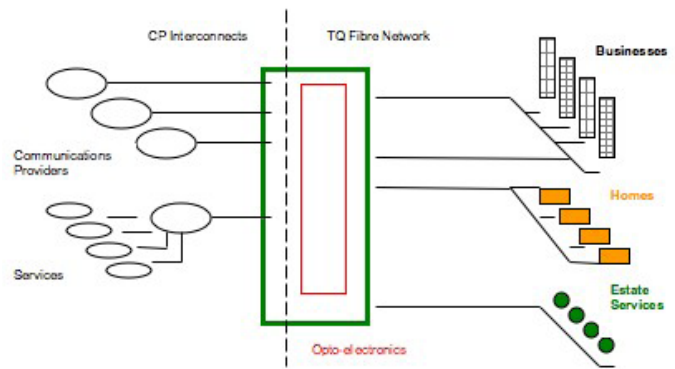 CP Interconnects
TQ Fibre Network
Businesses
Communications
Providers
Homes
Services
Estate
Services
Opto-electronics